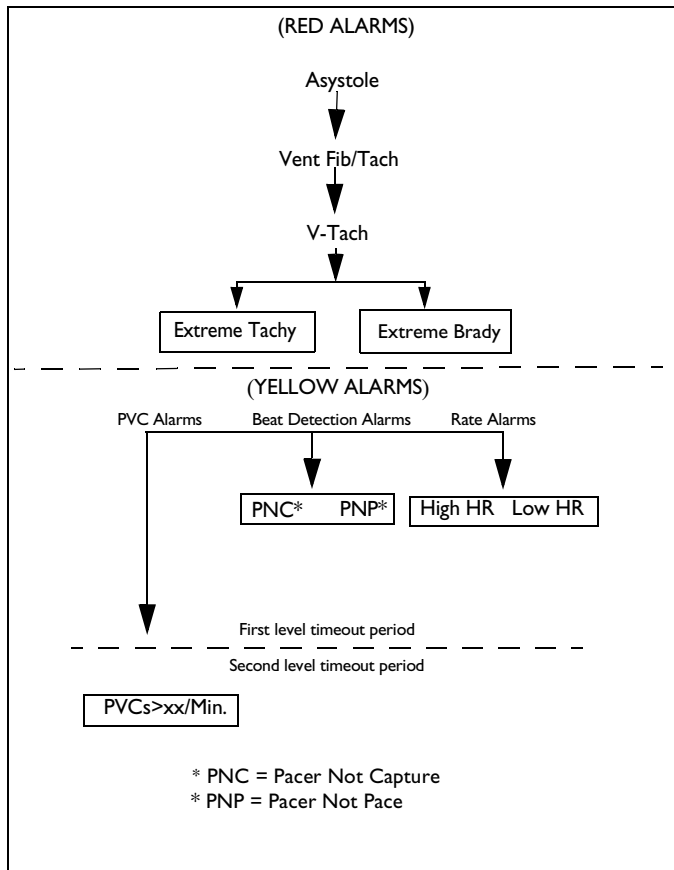 (RED ALARMS)
Asystole
Vent Fib/Tach
V-Tach
Extreme Tachy
Extreme Brady
(YELLOW ALARMS)
PVC Alarms
Beat Detection Alarms
Rate Alarms
PNC* PNP*
High HR Low HR
First level timeout period
Second level timeout period
PVCs>xx/Min.
* PNC = Pacer Not Capture
* PNP = Pacer Not Pace